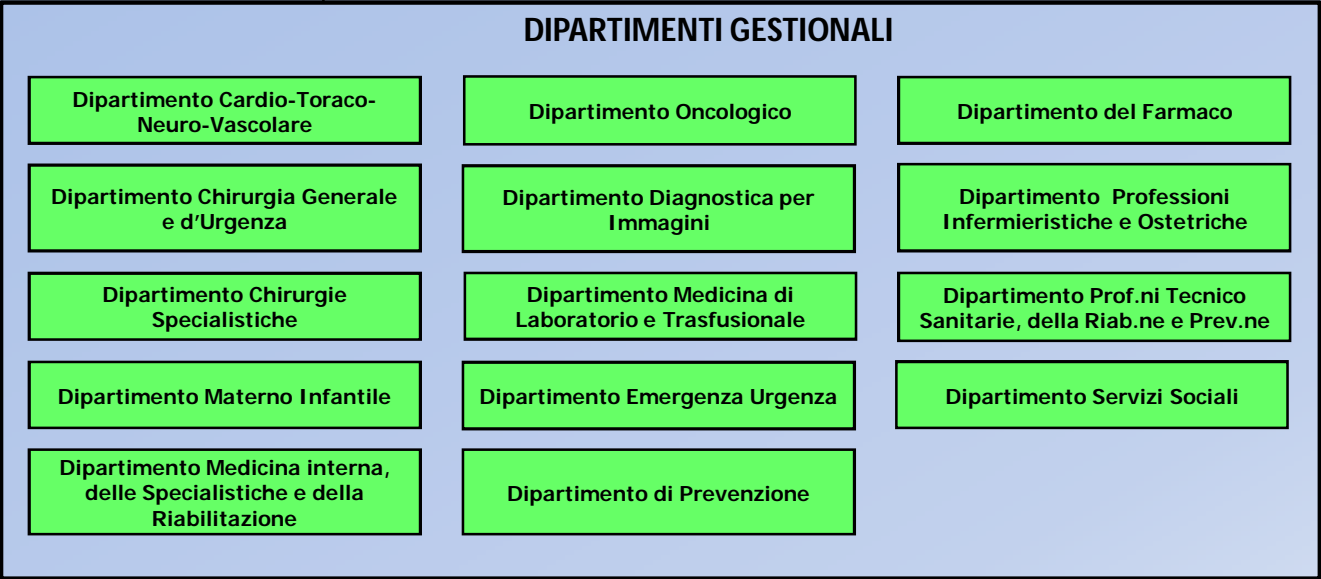 DIPARTIMENTI GESTIONALI
Dipartimento Cardio-Toraco-
Neuro-Vascolare
Dipartimento Oncologico
Dipartimento del Farmaco
Dipartimento Chirurgia Generale
e d’Urgenza
Dipartimento Diagnostica per
Immagini
Dipartimento Professioni
Infermieristiche e Ostetriche
Dipartimento Chirurgie
Specialistiche
Dipartimento Medicina di
Laboratorio e Trasfusionale
Dipartimento Prof.ni Tecnico
Sanitarie, della Riab.ne e Prev.ne
Dipartimento Materno Infantile
Dipartimento Emergenza Urgenza
Dipartimento Servizi Sociali
Dipartimento Medicina interna,
delle Specialistiche e della
Riabilitazione
Dipartimento di Prevenzione